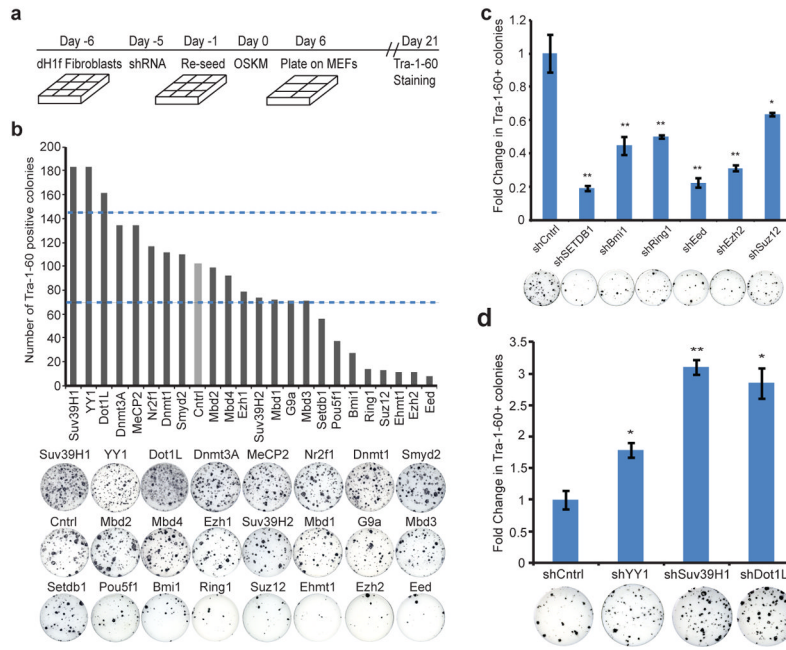 a
Day -6 Day -5 Day -1 Day 0 Day 6 Day 21
dH1f Fibroblasts shRNA Re-seed OSKM Plate on MEFs Tra-1-60
Staining
b
Number of Tra-1-60 positive colonies
200
180
160
140
120
100
80
60
40
20
0
Suv39H1
YY1
Dot1L
Dnmt3A
MeCP2
Nr2f1
Dnmt1
Smyd2
Cntrl
Mbd2
Mbd4
Ezh1
Suv39H2
Mbd1
G9a
Mbd3
Setdb1
Pou5f1
Bmi1
Ring1
Suz12
Ehmt1
Ezh2
Eed
Suv39H1 YY1 Dot1L Dnmt3A MeCP2 Nr2f1 Dnmt1 Smyd2
Cntrl Mbd2 Mbd4 Ezh1 Suv39H2 Mbd1 G9a Mbd3
Setdb1 Pou5f1 Bmi1 Ring1 Suz12 Ehmt1 Ezh2 Eed
c
Fold Change in Tra-1-60+ colonies
1.2
1
0.8
0.6
0.4
0.2
0
**
**
**
**
**
*
shCntrl
shSETDB1
shBmi1
shRing1
shEed
shEzh2
shSuz12
d
Fold Change in Tra-1-60+ colonies
3.5
3
2.5
2
1.5
1
0.5
0
*
**
*
shCntrl shYY1 shSuv39H1 shDot1L